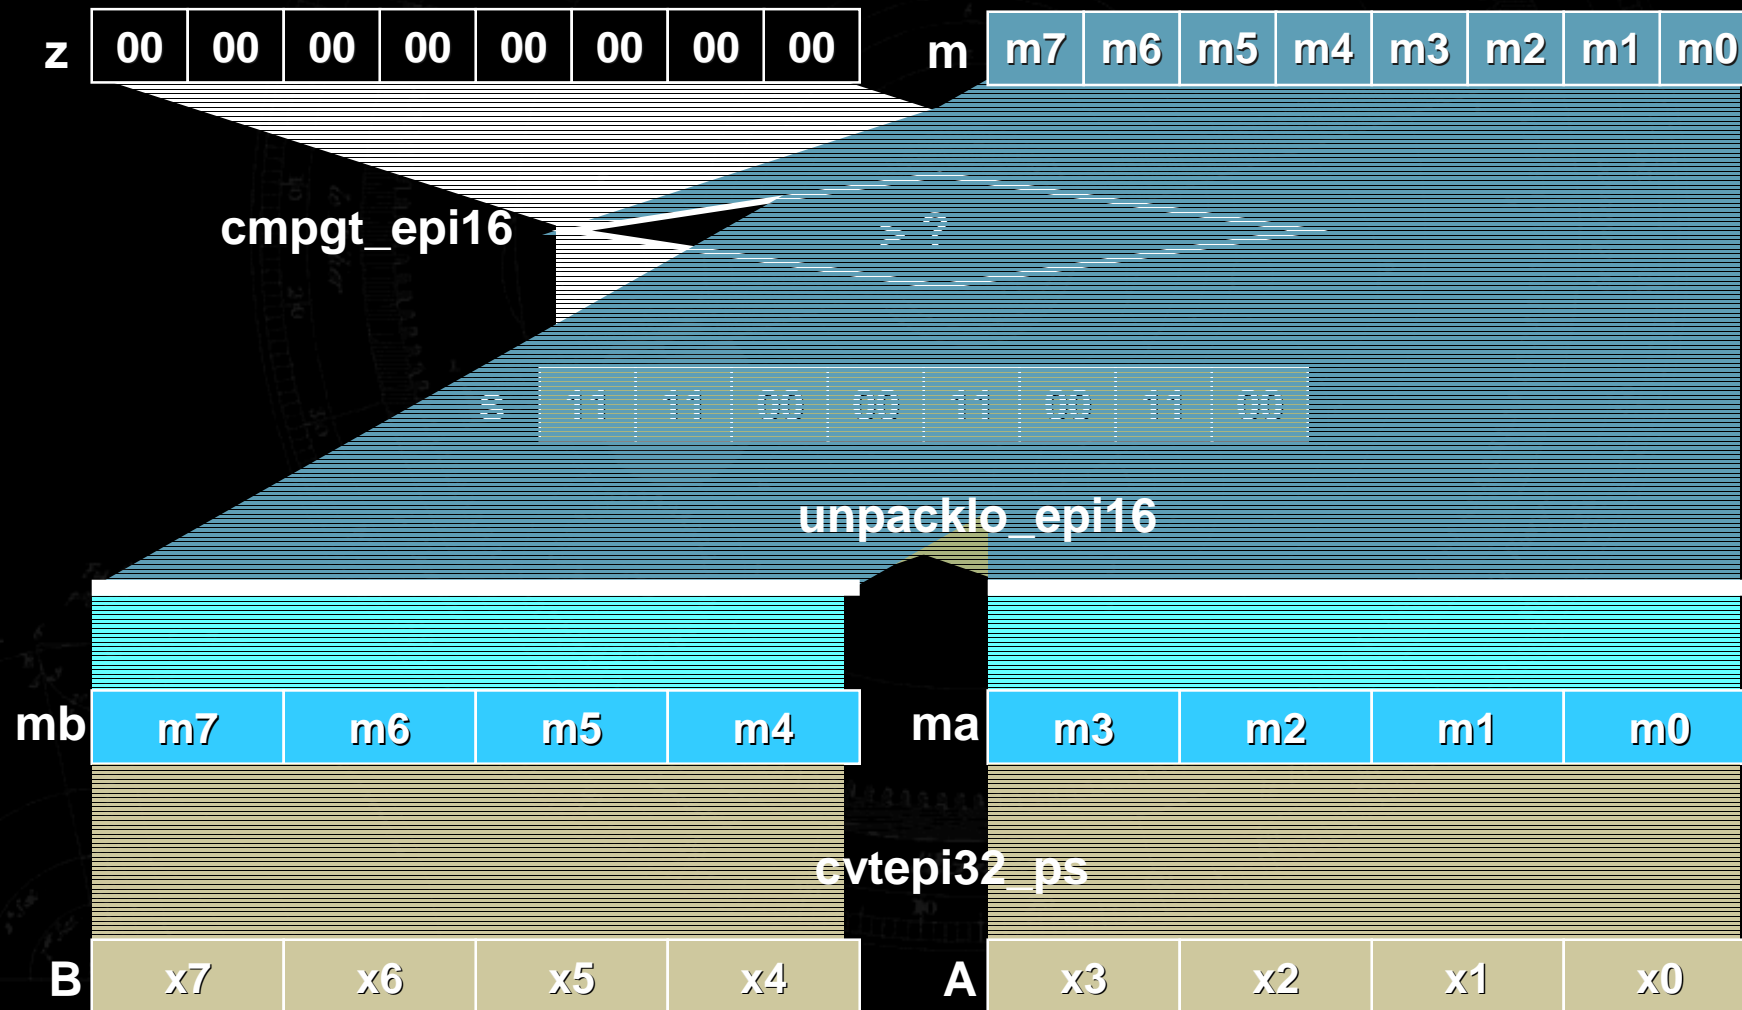 z 00 00 00 00 00 00 00 00 m m7 m6 m5 m4 m3 m2 m1 m0
cmpgt_epi16 > ?
s 11 11 00 00 11 00 11 00
unpacklo_epi16
mb m7 m6 m5 m4 ma m3 m2 m1 m0
cvtepi32_ps
B x7 x6 x5 x4 A x3 x2 x1 x0